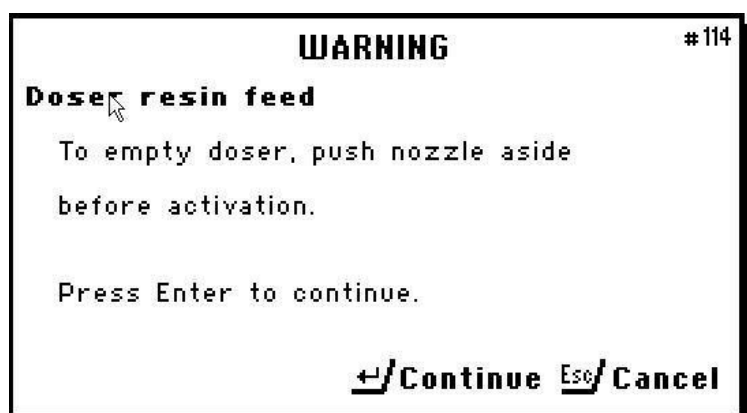 WARNING
#114
Doser resin feed
To empty doser, push nozzle aside
before activation.
Press Enter to continue.
↵/Continue Esc/Cancel